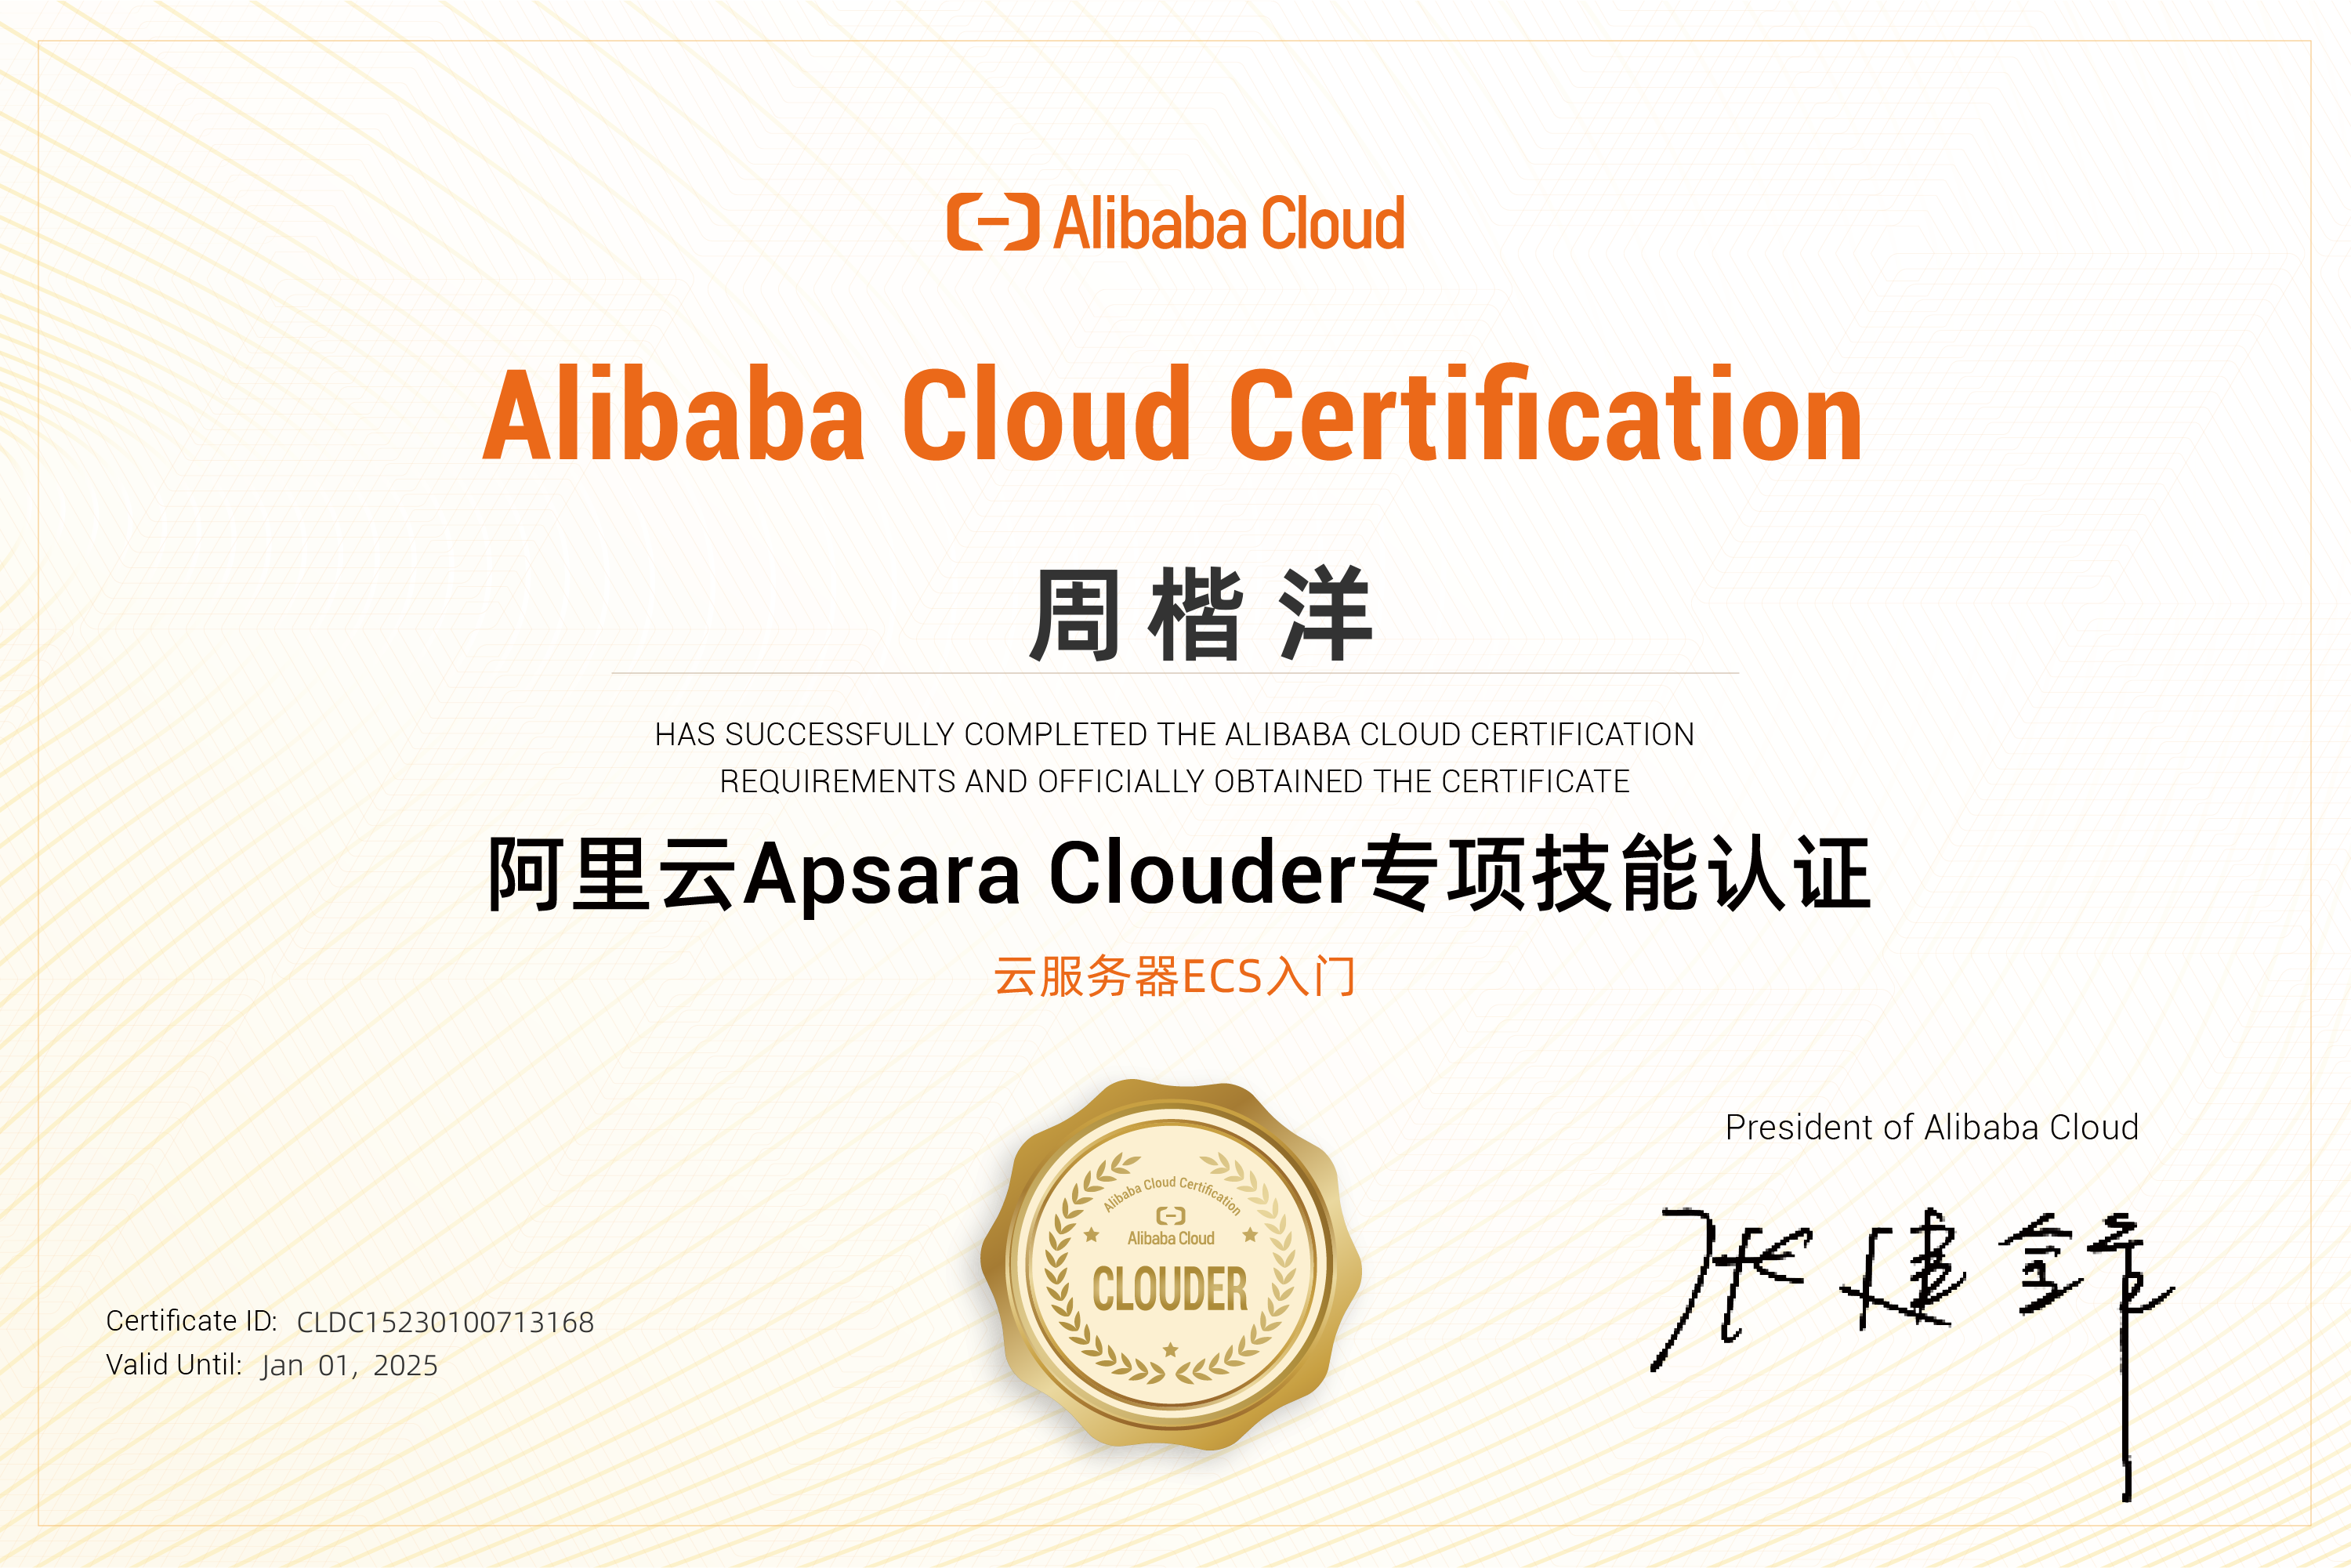 Alibaba Cloud
Alibaba Cloud Certification
周楷洋
HAS SUCCESSFULLY COMPLETED THE ALIBABA CLOUD CERTIFICATION
REQUIREMENTS AND OFFICIALLY OBTAINED THE CERTIFICATE
阿里云Apsara Clouder专项技能认证
云服务器ECS入门
Alibaba Cloud Certification
Alibaba Cloud
CLOUDER
President of Alibaba Cloud
Certificate ID: CLDC15230100713168
Valid Until: Jan 01, 2025